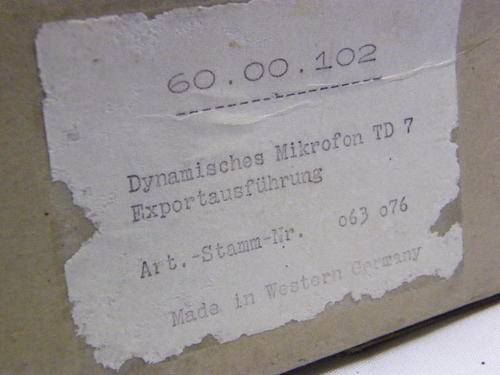 60.00.102
Dynamisches Mikrofon TD 7
Exportausführung
Art.-Stamm-Nr. 063 076
Made in Western Germany